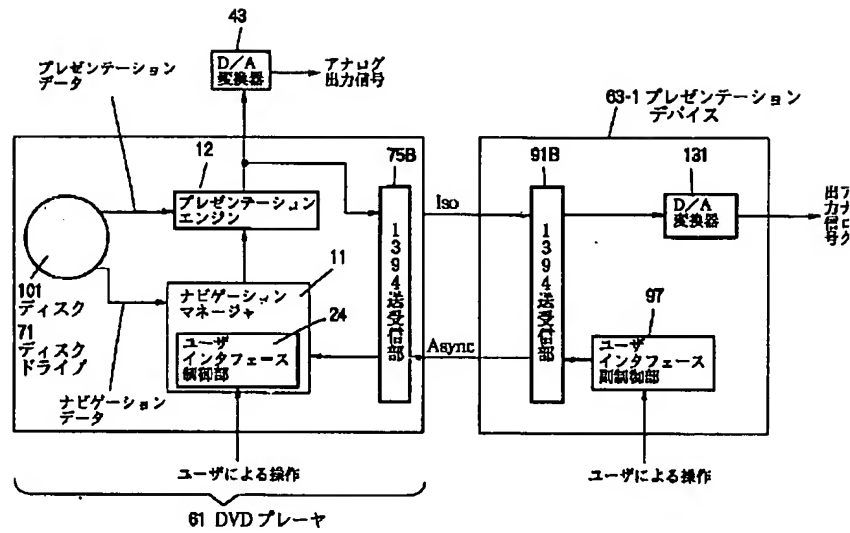 43
D/A
変換器
アナログ
出力信号
プレゼンテーション
データ
63-1 プレゼンテーション
デバイス
12
プレゼンテーション
エンジン
75B
1394送受信部
Iso
91B
1394送受信部
131
D/A
変換器
アナログ
出力信号
101
ディスク
71
ディスク
ドライブ
11
ナビゲーション
マネージャ
24
ユーザ
インタフェース
制御部
Async
97
ユーザ
インタフェース
副制御部
ナビゲーション
データ
ユーザによる操作
ユーザによる操作
61 DVDプレーヤ